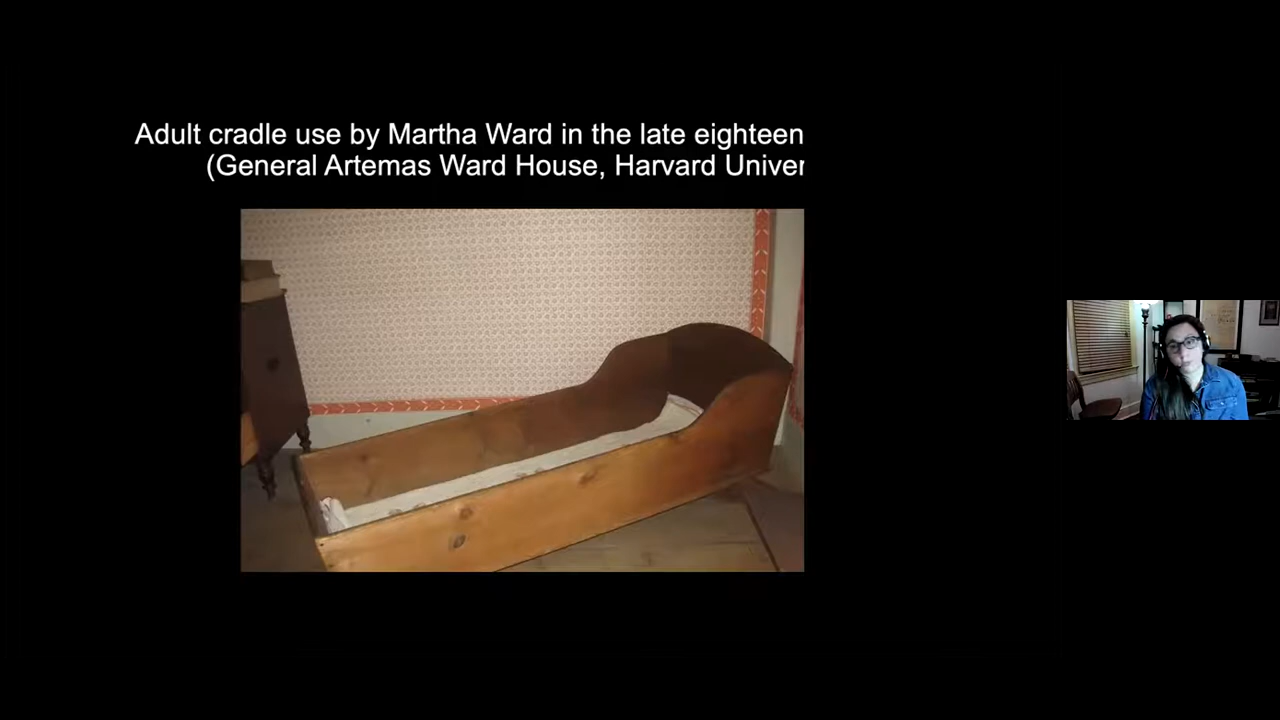 Adult cradle use by Martha Ward in the late eighteen
(General Artemas Ward House, Harvard Univer